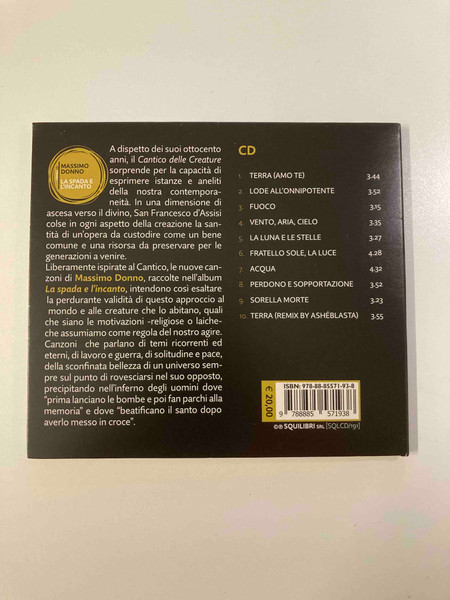 MASSIMO
DONNO
LA SPADA E
L'INCANTO
A dispetto dei suoi ottocento
anni, il Cantico delle Creature
sorprende per la capacità di
esprimere istanze e aneliti
della nostra contempora-
neità. In una dimensione di
ascesa verso il divino, San Francesco d'Assisi
colse in ogni aspetto della creazione la san-
tità di un'opera da custodire come un bene
comune e una risorsa da preservare per le
generazioni a venire.
Liberamente ispirate al Cantico, le nuove can-
zoni di Massimo Donno, raccolte nell'album
La spada e l'incanto, intendono così esaltare
la perdurante validità di questo approccio al
mondo e alle creature che lo abitano, quali
che siano le motivazioni -religiose o laiche-
che assumiamo come regola del nostro agire.
Canzoni che parlano di temi ricorrenti ed
eterni, di lavoro e guerra, di solitudine e pace,
della sconfinata bellezza di un universo sempre
sul punto di rovesciarsi nel suo opposto,
precipitando nell'inferno degli uomini dove
"prima lanciano le bombe e poi fan parchi alla
memoria" e dove "beatificano il santo dopo
averlo messo in croce".
CD
1. TERRA (AMO TE) 3.44
2. LODE ALL'ONNIPOTENTE 3.52
3. FUOCO 3.15
4. VENTO, ARIA, CIELO 3.35
5. LA LUNA E LE STELLE 3.27
6. FRATELLO SOLE, LA LUCE 4.28
7. ACQUA 4.32
8. PERDONO E SOPPORTAZIONE 3.52
9. SORELLA MORTE 3.23
10. TERRA (REMIX BY ASHÉBLASTA) 3.55
€ 20,00
ISBN: 978-88-85571-93-8
9 788885 571938
©℗ SQUILIBRI SRL [SQLCD191]